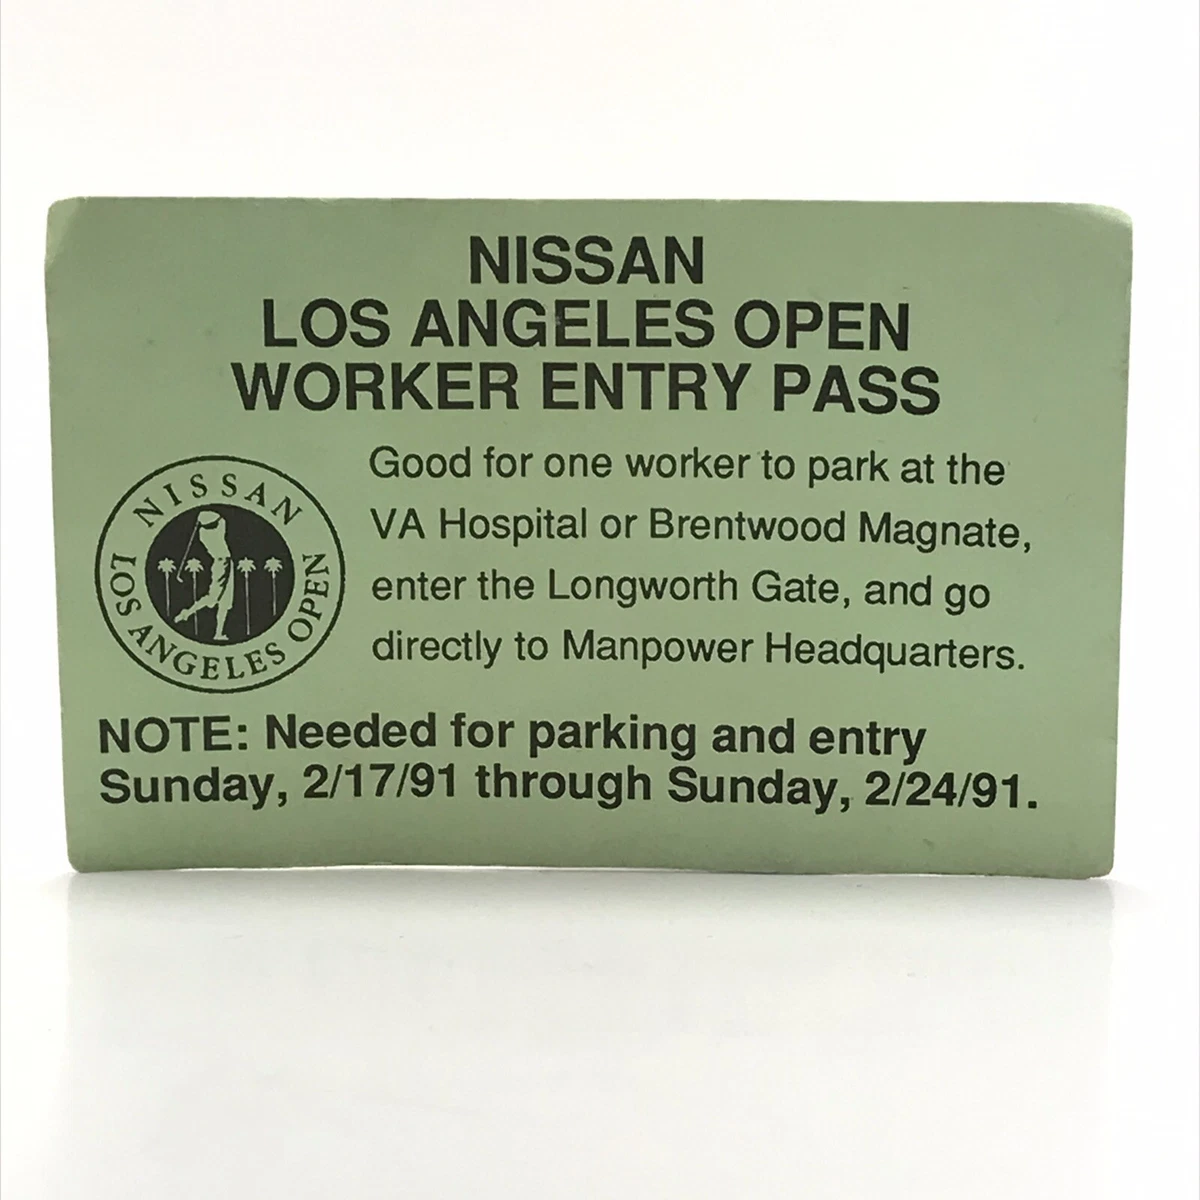 NISSAN
LOS ANGELES OPEN
WORKER ENTRY PASS
NISSAN
LOS ANGELES OPEN
Good for one worker to park at the
VA Hospital or Brentwood Magnate,
enter the Longworth Gate, and go
directly to Manpower Headquarters.
NOTE: Needed for parking and entry
Sunday, 2/17/91 through Sunday, 2/24/91.